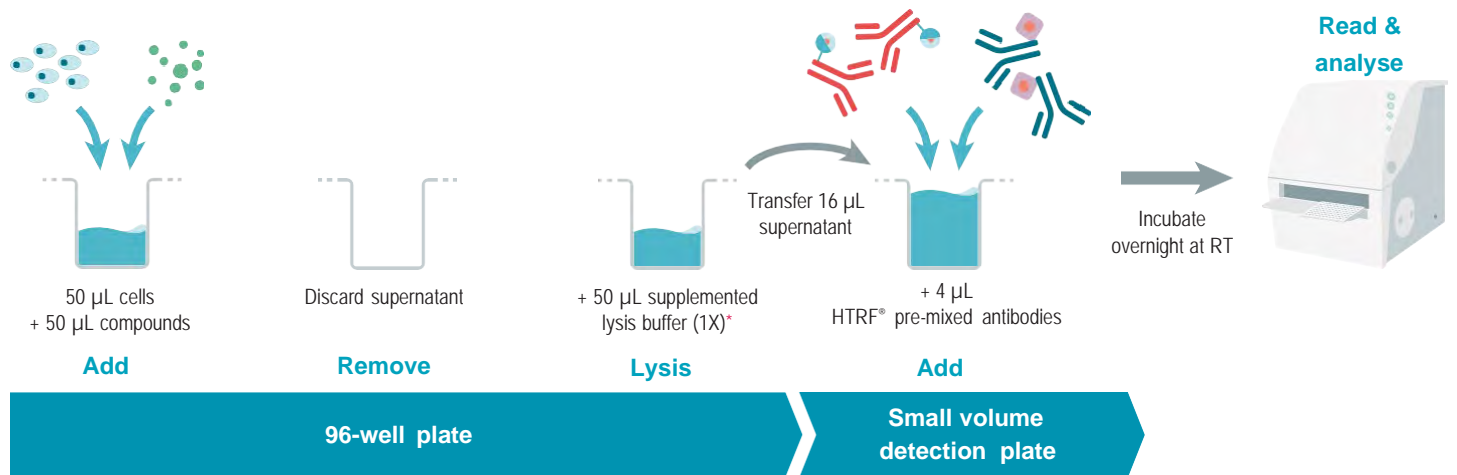 Read &
analyse
Transfer 16 µL
supernatant
Incubate
overnight at RT
50 µL cells
+ 50 µL compounds
Discard supernatant
+ 50 µL supplemented
lysis buffer (1X)*
+ 4 µL
HTRF® pre-mixed antibodies
Add
Remove
Lysis
Add
96-well plate
Small volume
detection plate